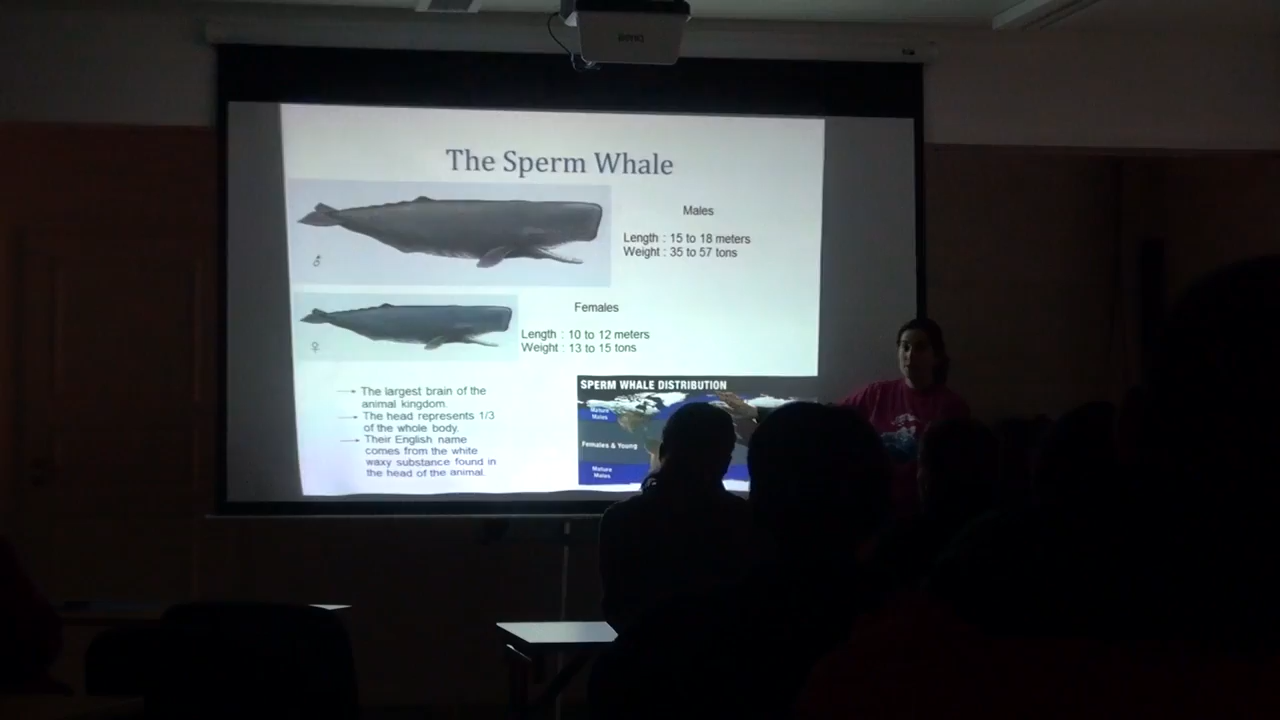 BenQ
The Sperm Whale
Males
Length : 15 to 18 meters
Weight : 35 to 57 tons
♂
Females
Length : 10 to 12 meters
Weight : 13 to 15 tons
♀
→ The largest brain of the
animal kingdom.
→ The head represents 1/3
of the whole body.
→ Their English name
comes from the white
waxy substance found in
the head of the animal.
SPERM WHALE DISTRIBUTION
Mature
Males
Females & Young
Mature
Males